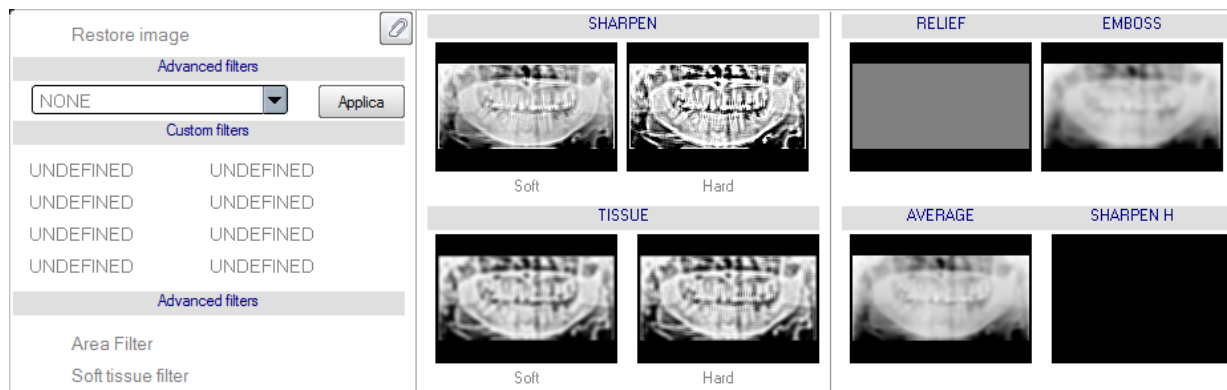 Restore image
Advanced filters
NONE
Applica
Custom filters
UNDEFINED UNDEFINED
UNDEFINED UNDEFINED
UNDEFINED UNDEFINED
UNDEFINED UNDEFINED
Advanced filters
Area Filter
Soft tissue filter
SHARPEN
Soft Hard
TISSUE
Soft Hard
RELIEF EMBOSS
AVERAGE SHARPEN H